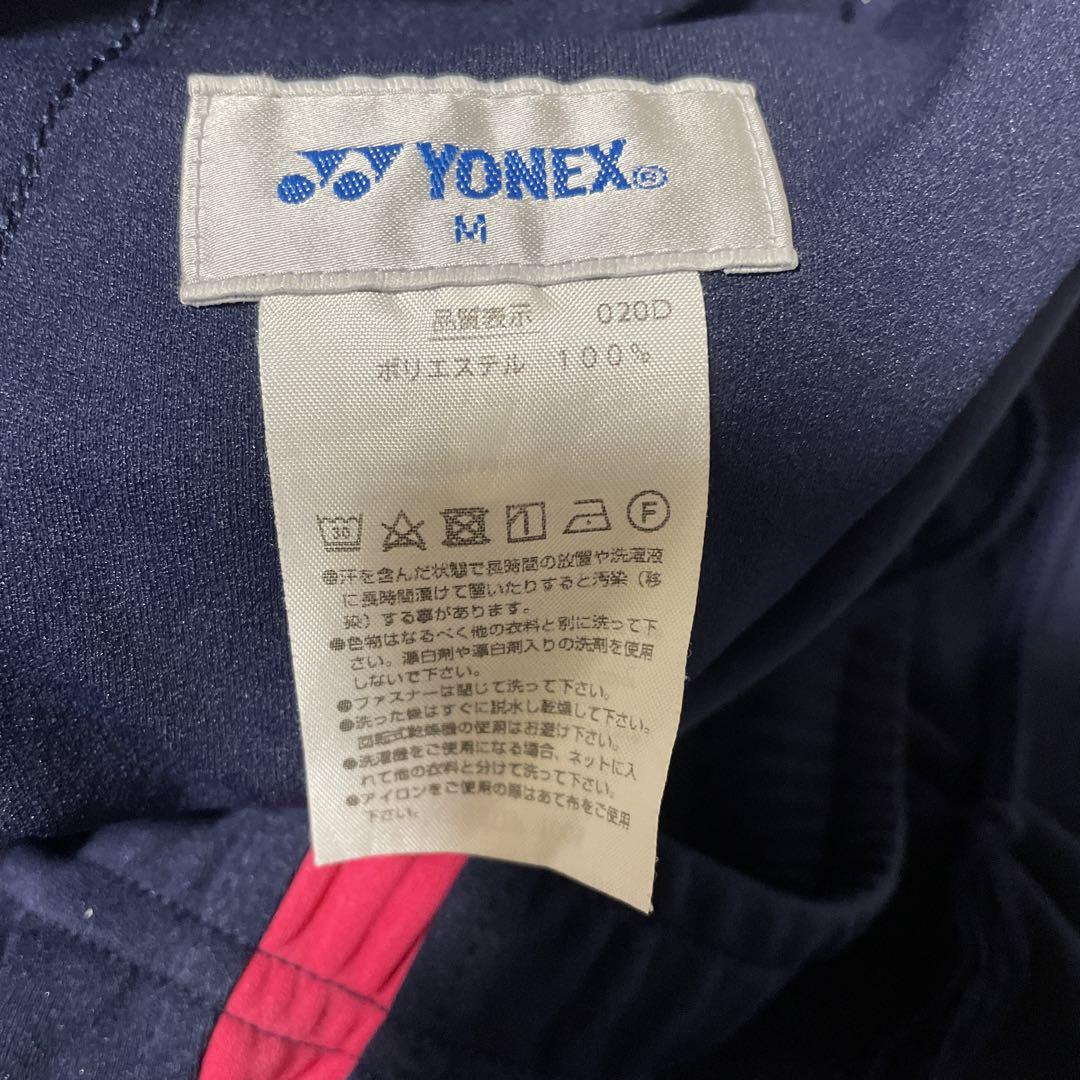 YONEX®
M
品質表示 020D
ポリエステル 100%
30 F
●汗を含んだ状態で長時間の放置や洗濯液
に長時間漬けて置いたりすると汚染（移
染）する事があります。
●色物はなるべく他の衣料と別に洗って下
さい。漂白剤や漂白剤入りの洗剤を使用
しないで下さい。
●ファスナーは閉じて洗って下さい。
●洗った後はすぐに脱水し乾燥して下さい。
回転式乾燥機の使用はお避け下さい。
●洗濯機をご使用になる場合、ネットに入
れて他の衣料と分けて洗って下さい。
●アイロンをご使用の際はあて布をご使用
下さい。